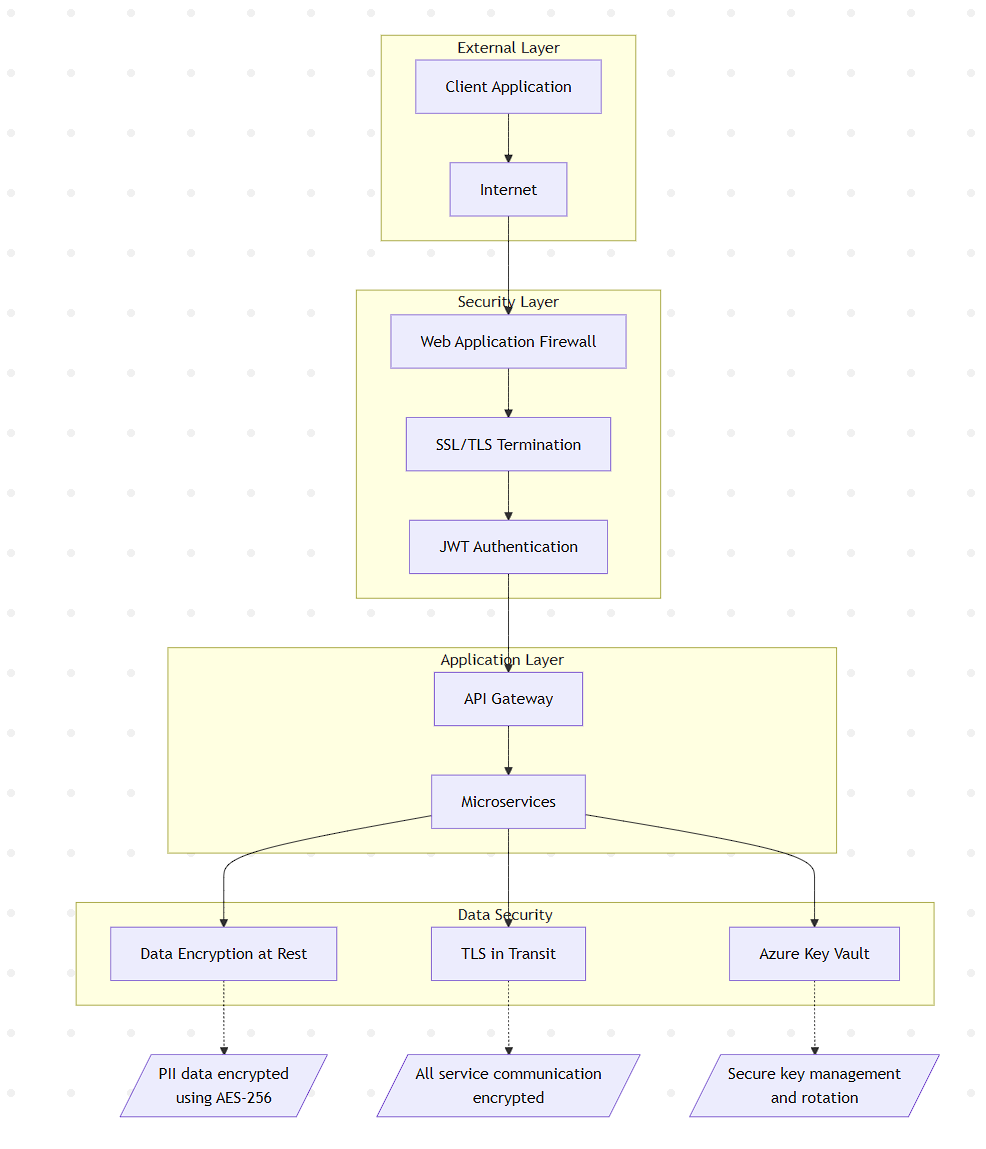 External Layer
Client Application
Internet
Security Layer
Web Application Firewall
SSL/TLS Termination
JWT Authentication
Application Layer
API Gateway
Microservices
Data Security
Data Encryption at Rest
TLS in Transit
Azure Key Vault
PII data encrypted
using AES-256
All service communication
encrypted
Secure key management
and rotation